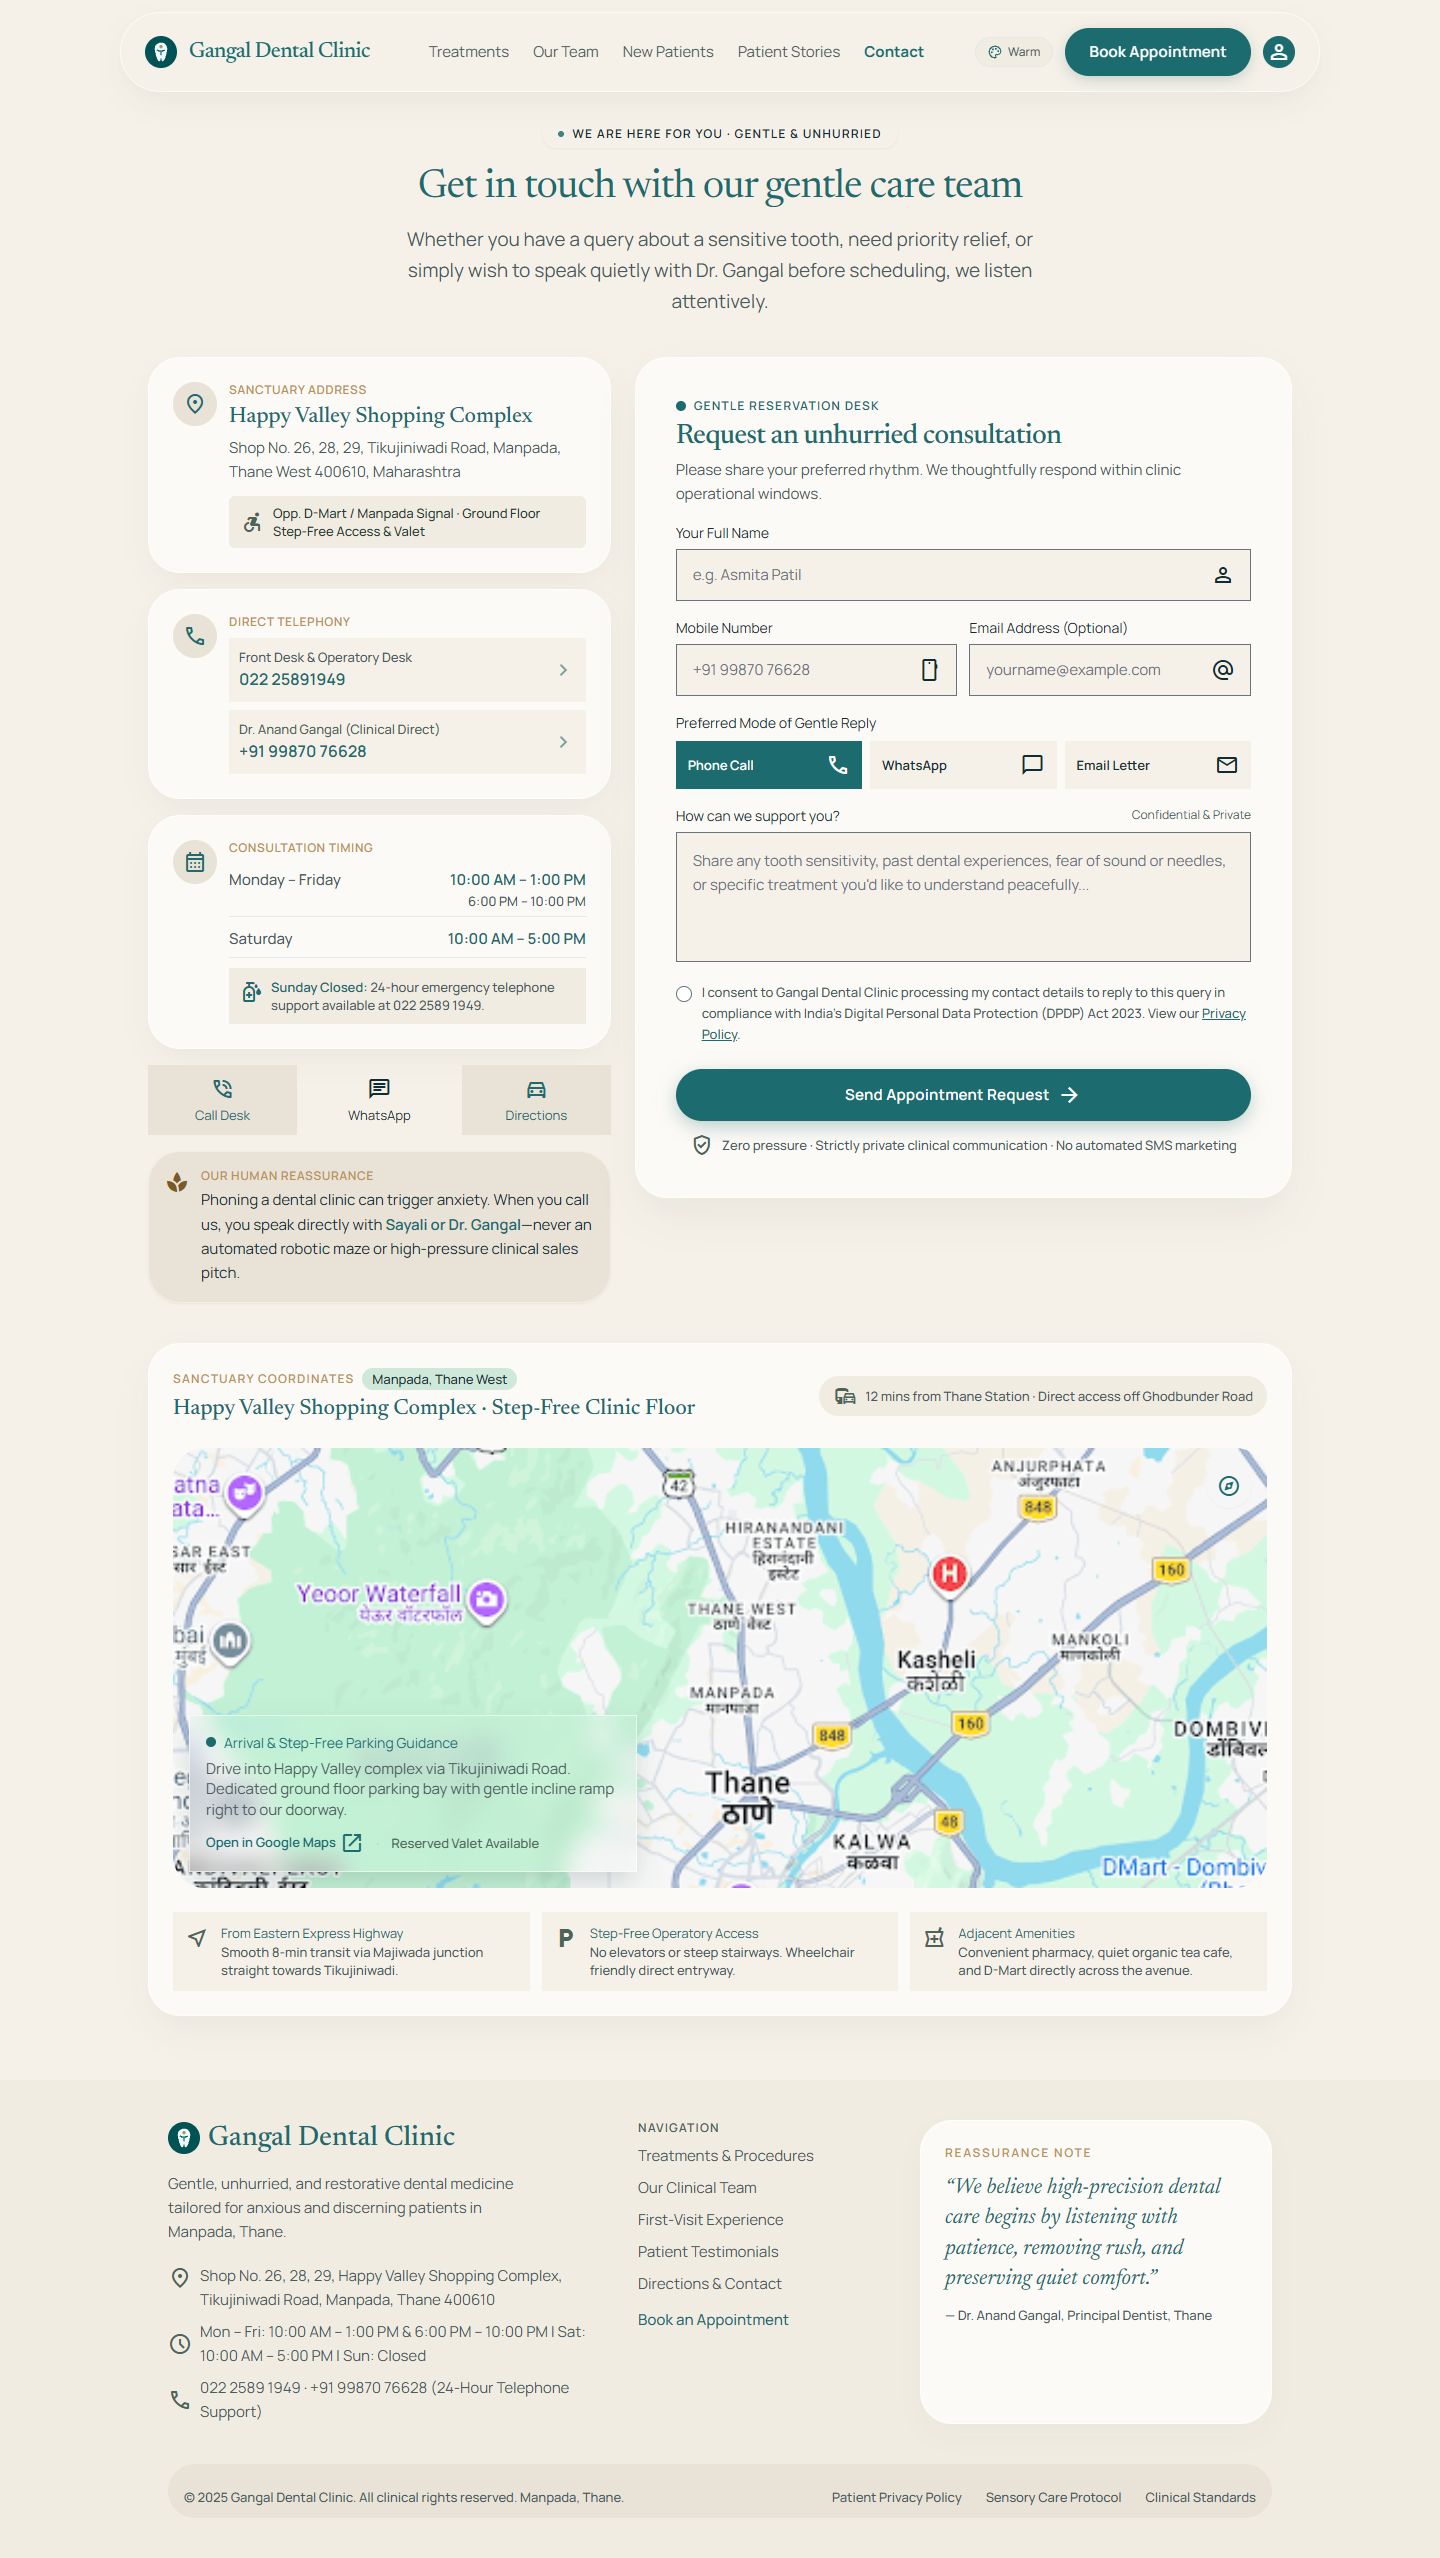 Gangal Dental Clinic
Treatments
Our Team
New Patients
Patient Stories
Contact
Warm
Book Appointment
WE ARE HERE FOR YOU · GENTLE & UNHURRIED
Get in touch with our gentle care team
Whether you have a query about a sensitive tooth, need priority relief, or
simply wish to speak quietly with Dr. Gangal before scheduling, we listen
attentively.
SANCTUARY ADDRESS
Happy Valley Shopping Complex
Shop No. 26, 28, 29, Tikujiniwadi Road, Manpada,
Thane West 400610, Maharashtra
Opp. D-Mart / Manpada Signal · Ground Floor
Step-Free Access & Valet
DIRECT TELEPHONY
Front Desk & Operatory Desk
022 25891949
Dr. Anand Gangal (Clinical Direct)
+91 99870 76628
CONSULTATION TIMING
Monday – Friday
10:00 AM – 1:00 PM
6:00 PM – 10:00 PM
Saturday
10:00 AM – 5:00 PM
Sunday Closed: 24-hour emergency telephone
support available at 022 2589 1949.
Call Desk
WhatsApp
Directions
OUR HUMAN REASSURANCE
Phoning a dental clinic can trigger anxiety. When you call
us, you speak directly with Sayali or Dr. Gangal—never an
automated robotic maze or high-pressure clinical sales
pitch.
GENTLE RESERVATION DESK
Request an unhurried consultation
Please share your preferred rhythm. We thoughtfully respond within clinic
operational windows.
Your Full Name
e.g. Asmita Patil
Mobile Number
Email Address (Optional)
+91 99870 76628
yourname@example.com
Preferred Mode of Gentle Reply
Phone Call
WhatsApp
Email Letter
How can we support you?
Confidential & Private
Share any tooth sensitivity, past dental experiences, fear of sound or needles,
or specific treatment you'd like to understand peacefully...
I consent to Gangal Dental Clinic processing my contact details to reply to this query in
compliance with India's Digital Personal Data Protection (DPDP) Act 2023. View our Privacy
Policy.
Send Appointment Request
Zero pressure · Strictly private clinical communication · No automated SMS marketing
SANCTUARY COORDINATES
Manpada, Thane West
Happy Valley Shopping Complex · Step-Free Clinic Floor
12 mins from Thane Station · Direct access off Ghodbunder Road
atna
ata...
42
ANJURPHATA
अंजुरफाटा
848
HIRANANDANI
ESTATE
हिरानंदानी
इस्टेट
160
SAR EAST
सार ईस्ट
H
Yeoor Waterfall
येऊर वॉटरफॉल
THANE WEST
ठाणे वेस्ट
bai
मुंबई
Kasheli
कशेळी
MANKOLI
माणकोली
MANPADA
मानपाडा
848
160
DOMBIVI
डोंबिवल
Thane
ठाणे
48
KALWA
कळवा
DMart - Dombiv
Arrival & Step-Free Parking Guidance
Drive into Happy Valley complex via Tikujiniwadi Road.
Dedicated ground floor parking bay with gentle incline ramp
right to our doorway.
Open in Google Maps
Reserved Valet Available
From Eastern Express Highway
Smooth 8-min transit via Majiwada junction
straight towards Tikujiniwadi.
Step-Free Operatory Access
No elevators or steep stairways. Wheelchair
friendly direct entryway.
Adjacent Amenities
Convenient pharmacy, quiet organic tea cafe,
and D-Mart directly across the avenue.
Gangal Dental Clinic
Gentle, unhurried, and restorative dental medicine
tailored for anxious and discerning patients in
Manpada, Thane.
Shop No. 26, 28, 29, Happy Valley Shopping Complex,
Tikujiniwadi Road, Manpada, Thane 400610
Mon – Fri: 10:00 AM – 1:00 PM & 6:00 PM – 10:00 PM | Sat:
10:00 AM – 5:00 PM | Sun: Closed
022 2589 1949 · +91 99870 76628 (24-Hour Telephone
Support)
NAVIGATION
Treatments & Procedures
Our Clinical Team
First-Visit Experience
Patient Testimonials
Directions & Contact
Book an Appointment
REASSURANCE NOTE
“We believe high-precision dental
care begins by listening with
patience, removing rush, and
preserving quiet comfort.”
— Dr. Anand Gangal, Principal Dentist, Thane
© 2025 Gangal Dental Clinic. All clinical rights reserved. Manpada, Thane.
Patient Privacy Policy
Sensory Care Protocol
Clinical Standards